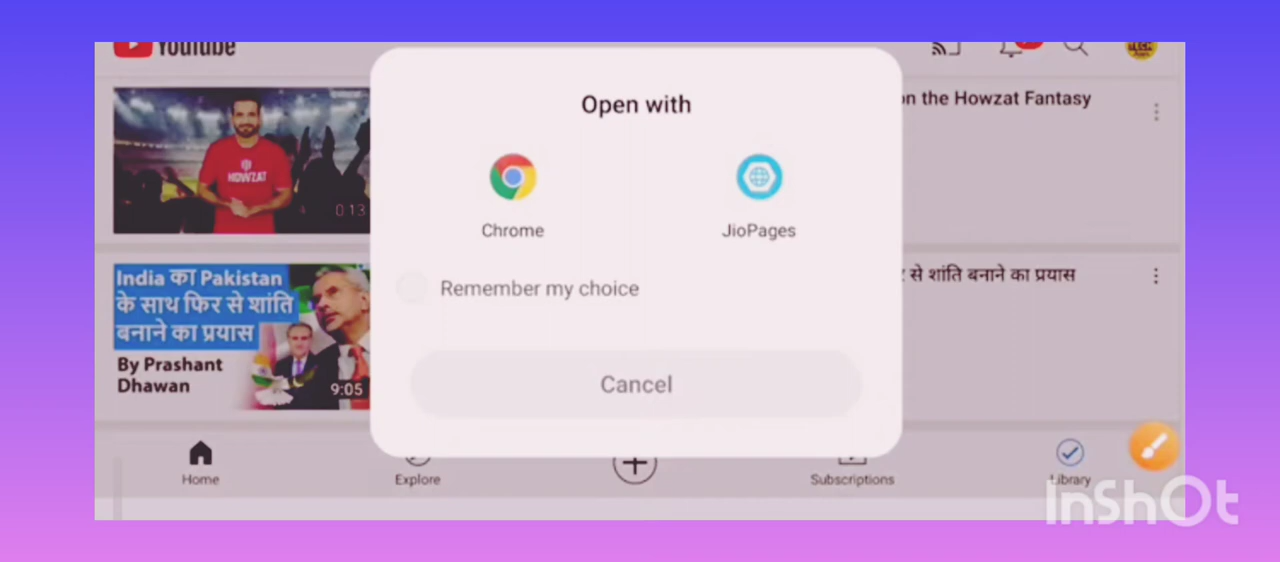 YouTube
Open with
on the Howzat Fantasy
HOWZAT
0:13
Chrome
JioPages
Remember my choice
India का Pakistan
के साथ फिर से शांति
बनाने का प्रयास
By Prashant
Dhawan
9:05
से शांति बनाने का प्रयास
Cancel
Home
Explore
Subscriptions
Library
InShOt